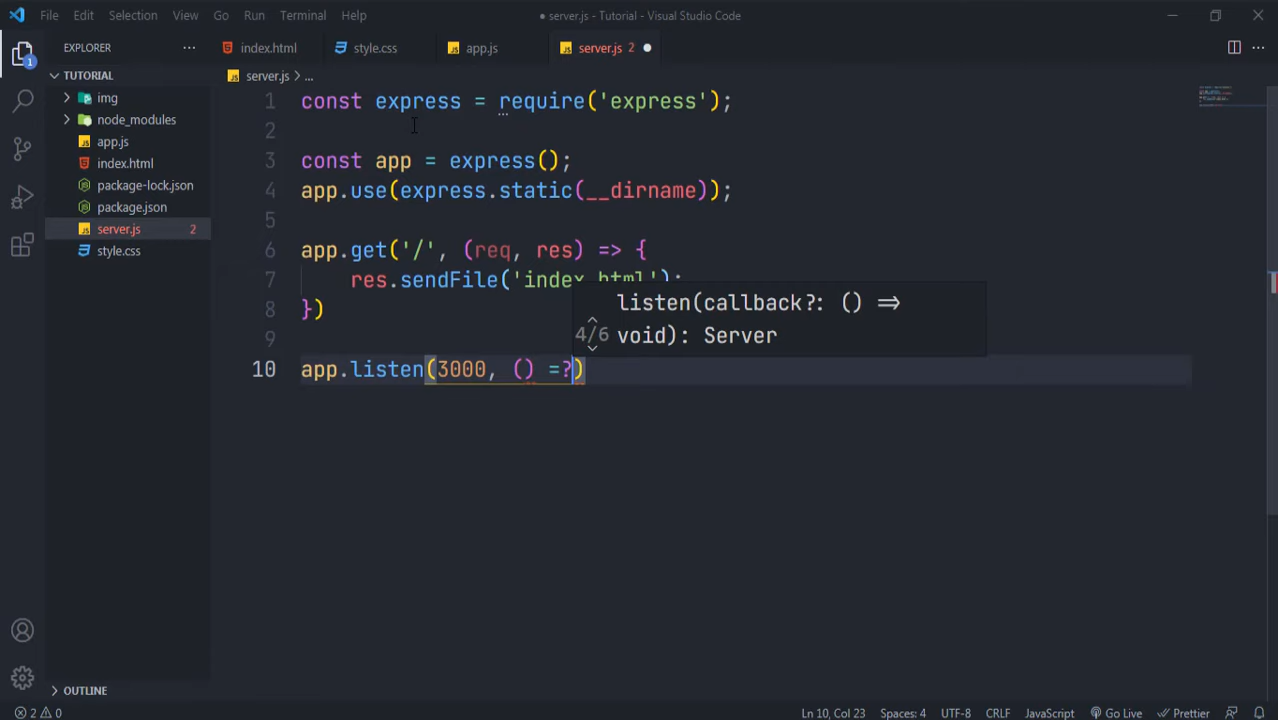 File Edit Selection View Go Run Terminal Help
● server.js - Tutorial - Visual Studio Code
EXPLORER ...
index.html
style.css
app.js
server.js 2 ●
TUTORIAL
img
node_modules
app.js
index.html
package-lock.json
package.json
server.js 2
style.css
server.js > ...
1 const express = require('express');
2
3 const app = express();
4 app.use(express.static(__dirname));
5
6 app.get('/', (req, res) => {
7 res.sendFile('index.html');
8 })
9
10 app.listen(3000, () =?)
listen(callback?: () =>
4/6 void): Server
1
OUTLINE
2 0
Ln 10, Col 23 Spaces: 4 UTF-8 CRLF JavaScript Go Live Prettier